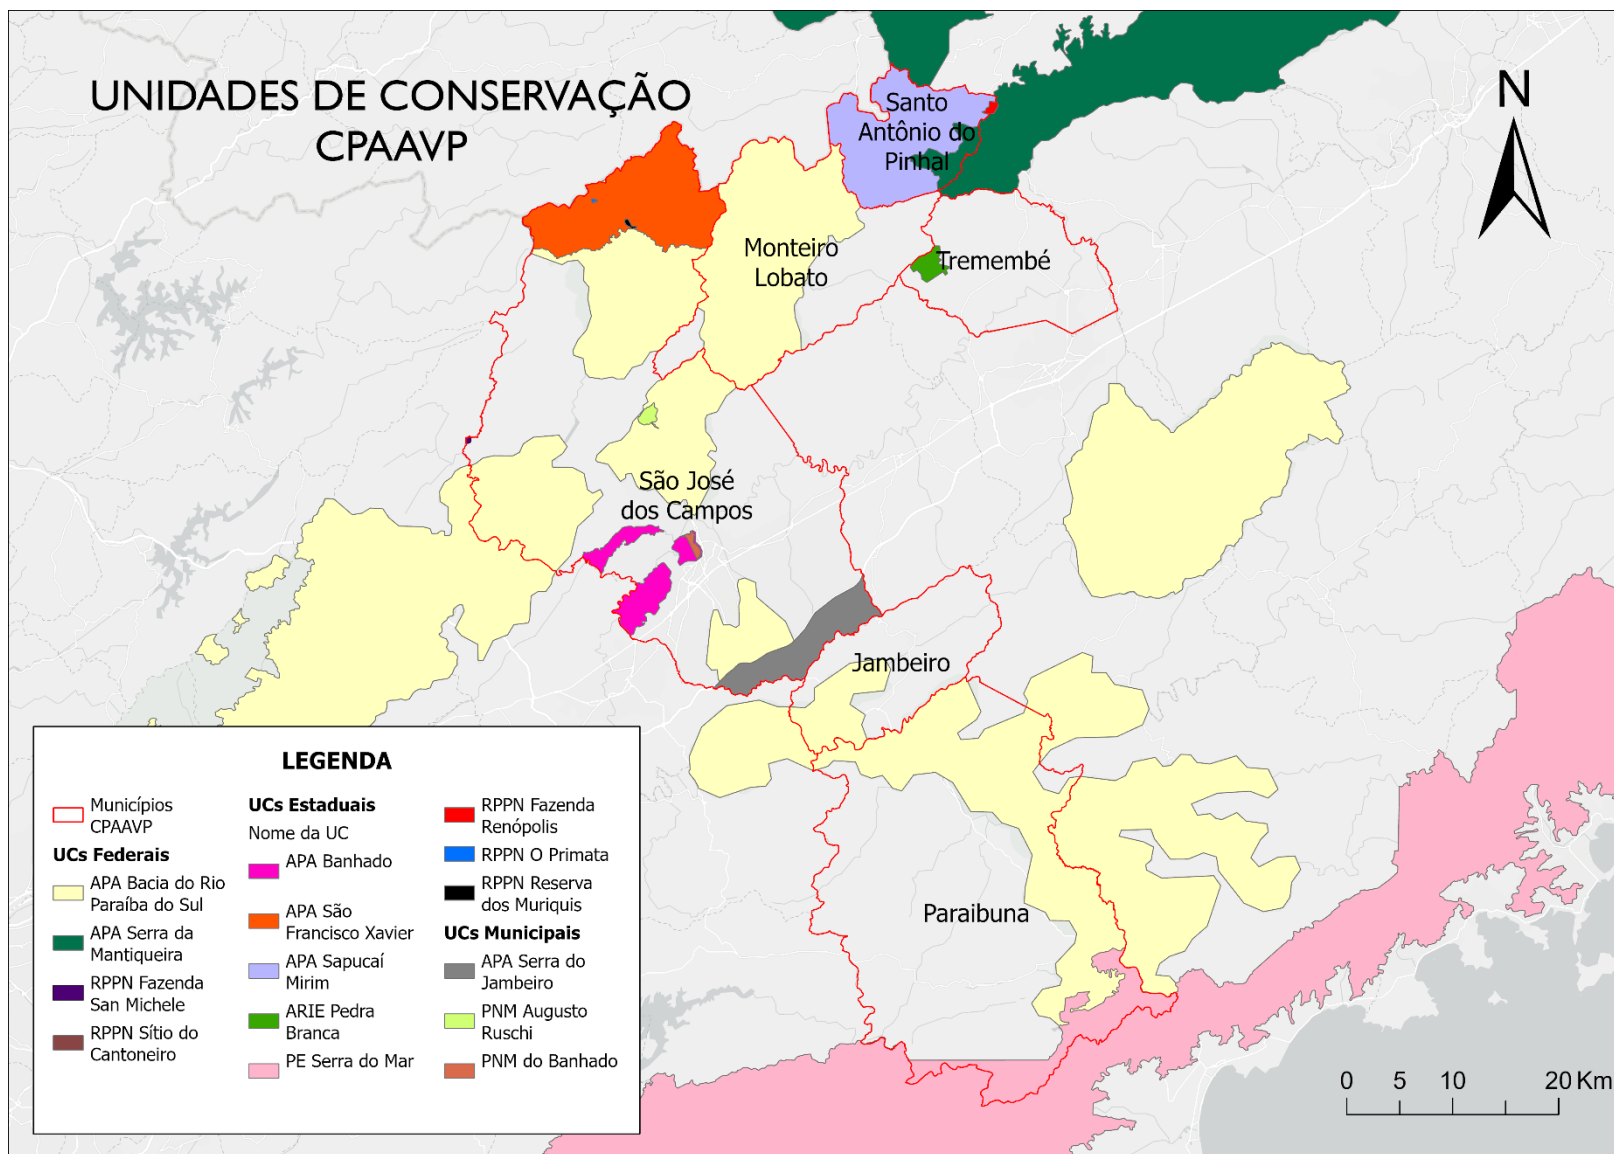 UNIDADES DE CONSERVAÇÃO
CPAAVP
N
Santo
Antônio do
Pinhal
Monteiro
Lobato
Tremembé
São José
dos Campos
Jambeiro
Paraibuna
LEGENDA
Municípios
CPAAVP
UCs Federais
APA Bacia do Rio
Paraíba do Sul
APA Serra da
Mantiqueira
RPPN Fazenda
San Michele
RPPN Sítio do
Cantoneiro
UCs Estaduais
Nome da UC
APA Banhado
APA São
Francisco Xavier
APA Sapucaí
Mirim
ARIE Pedra
Branca
PE Serra do Mar
RPPN Fazenda
Renópolis
RPPN O Primata
RPPN Reserva
dos Muriquis
UCs Municipais
APA Serra do
Jambeiro
PNM Augusto
Ruschi
PNM do Banhado
0 5 10 20 Km